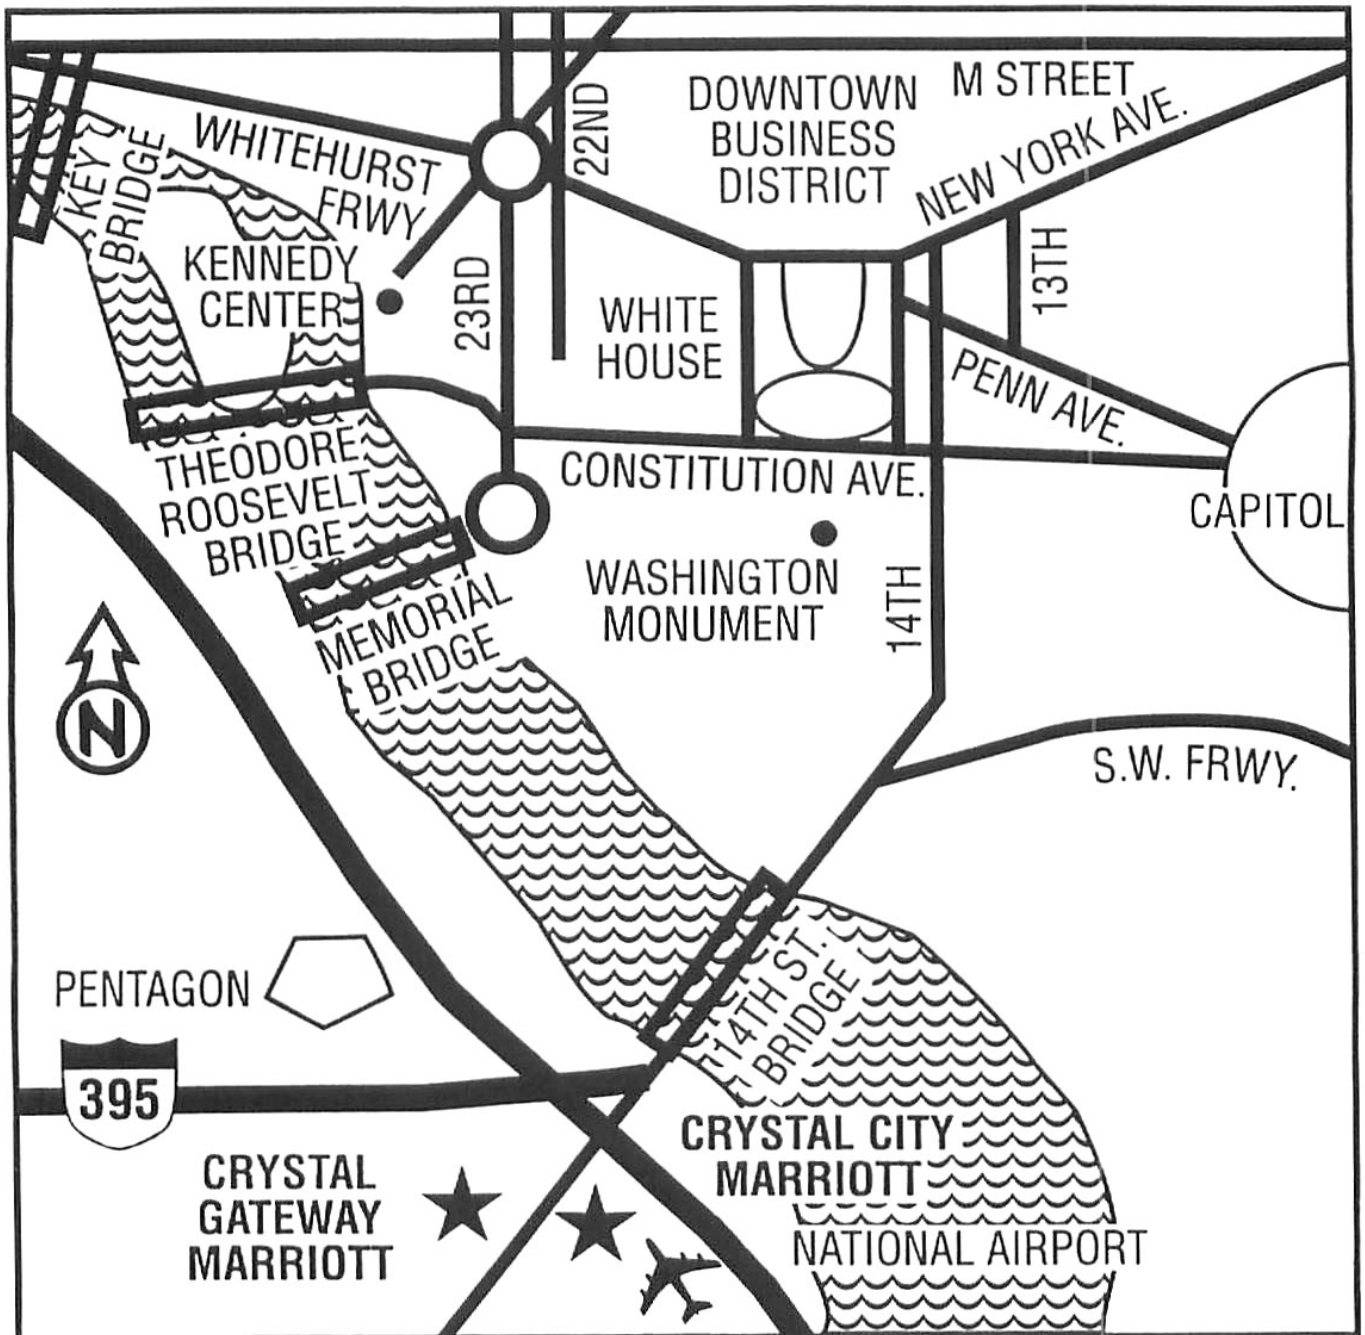 M STREET
DOWNTOWN
BUSINESS
DISTRICT
NEW YORK AVE.
22ND
WHITEHURST
FRWY
KEY
BRIDGE
KENNEDY
CENTER
23RD
WHITE
HOUSE
13TH
PENN AVE.
THEODORE
ROOSEVELT
BRIDGE
CONSTITUTION AVE.
CAPITOL
WASHINGTON
MONUMENT
14TH
MEMORIAL
BRIDGE
N
S.W. FRWY.
14TH ST.
BRIDGE
PENTAGON
395
CRYSTAL CITY
MARRIOTT
CRYSTAL
GATEWAY
MARRIOTT
NATIONAL AIRPORT